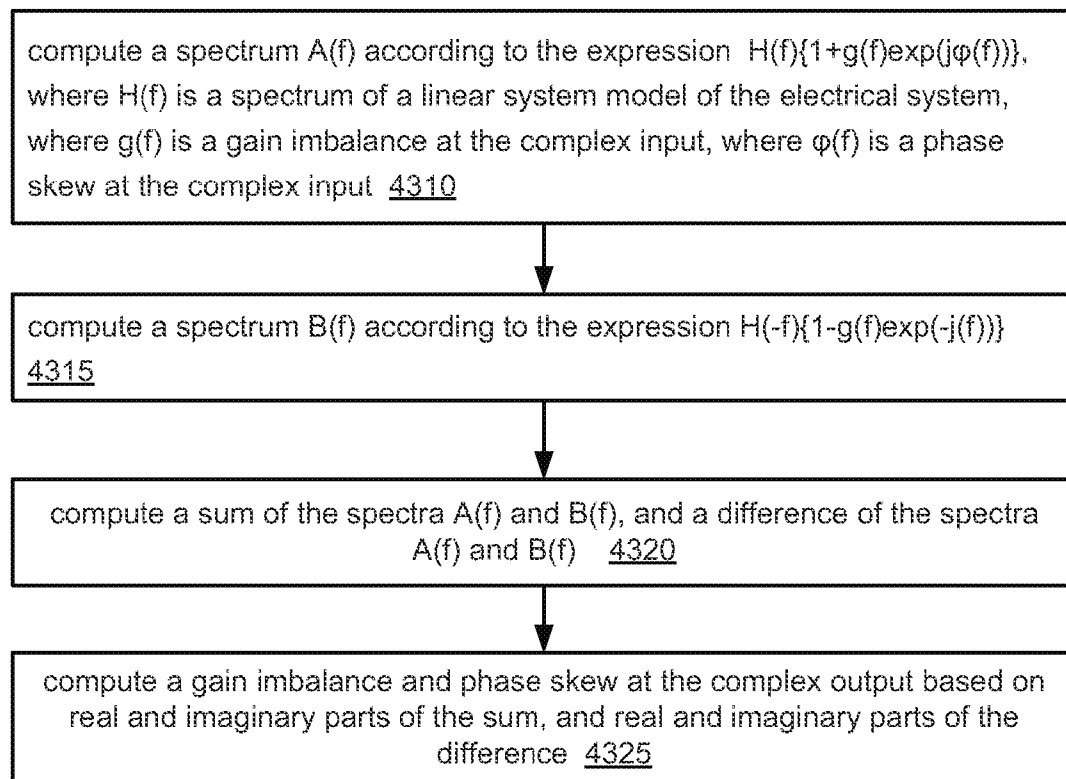 compute a spectrum A(f) according to the expression H(f){1+g(f)exp(jφ(f))},
where H(f) is a spectrum of a linear system model of the electrical system,
where g(f) is a gain imbalance at the complex input, where φ(f) is a phase
skew at the complex input 4310
compute a spectrum B(f) according to the expression H(-f){1-g(f)exp(-j(f))}
4315
compute a sum of the spectra A(f) and B(f), and a difference of the spectra
A(f) and B(f) 4320
compute a gain imbalance and phase skew at the complex output based on
real and imaginary parts of the sum, and real and imaginary parts of the
difference 4325